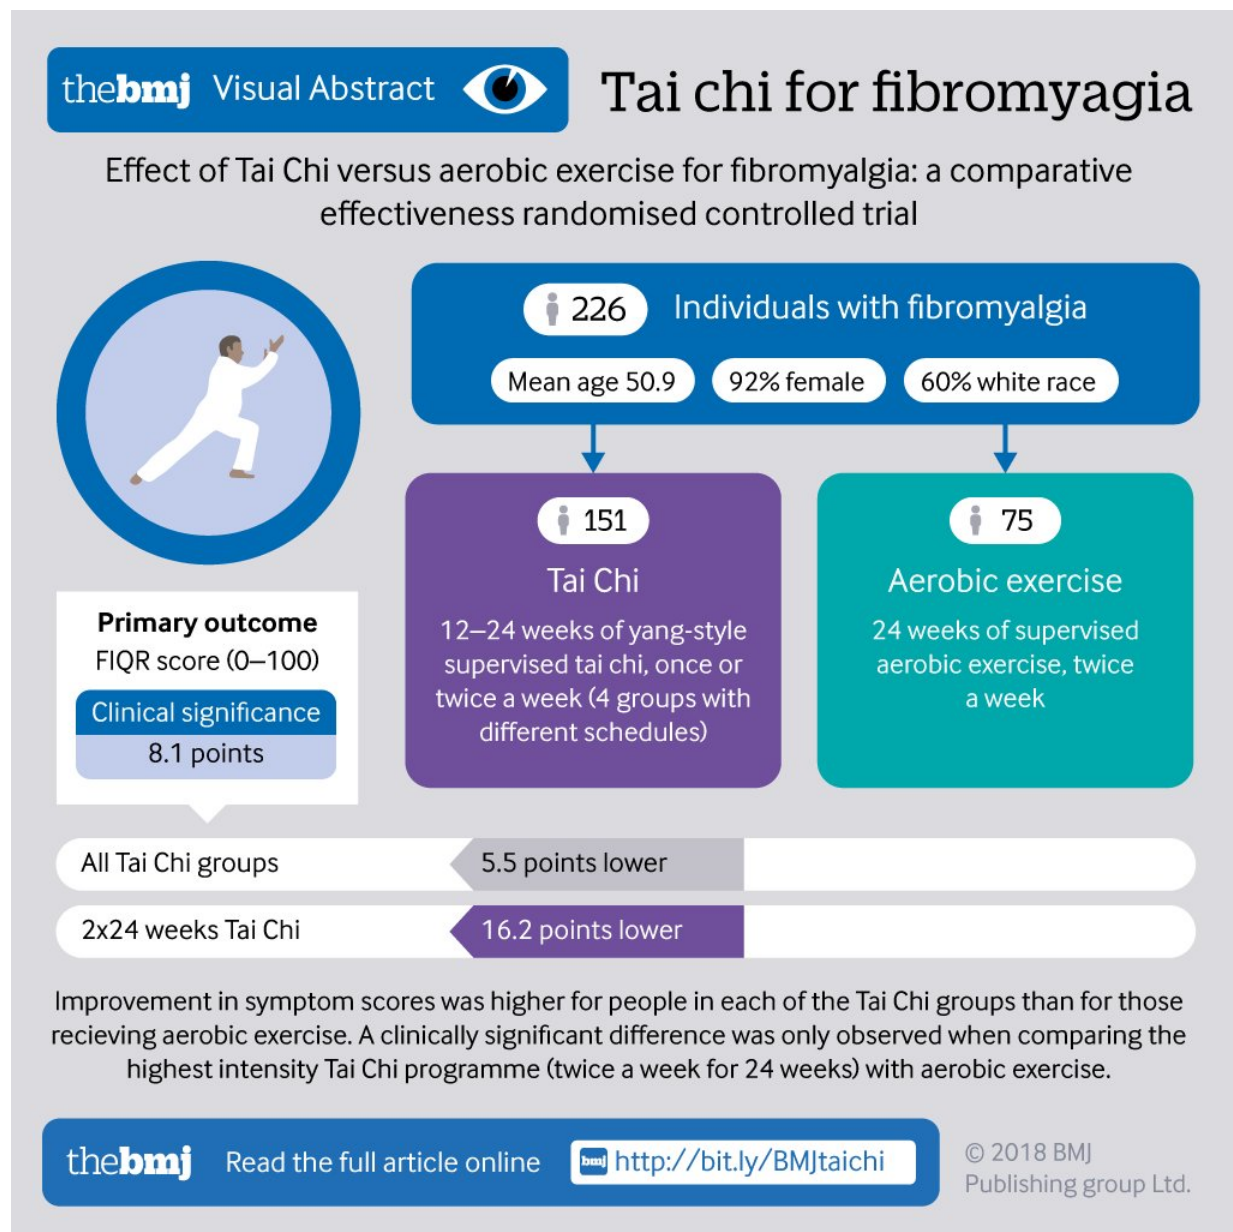 thebmj Visual Abstract
Tai chi for fibromyagia
Effect of Tai Chi versus aerobic exercise for fibromyalgia: a comparative
effectiveness randomised controlled trial
226 Individuals with fibromyalgia
Mean age 50.9 92% female 60% white race
151
Tai Chi
12–24 weeks of yang-style
supervised tai chi, once or
twice a week (4 groups with
different schedules)
75
Aerobic exercise
24 weeks of supervised
aerobic exercise, twice
a week
Primary outcome
FIQR score (0–100)
Clinical significance
8.1 points
All Tai Chi groups 5.5 points lower
2x24 weeks Tai Chi 16.2 points lower
Improvement in symptom scores was higher for people in each of the Tai Chi groups than for those
recieving aerobic exercise. A clinically significant difference was only observed when comparing the
highest intensity Tai Chi programme (twice a week for 24 weeks) with aerobic exercise.
thebmj Read the full article online bmj http://bit.ly/BMJtaichi
© 2018 BMJ
Publishing group Ltd.